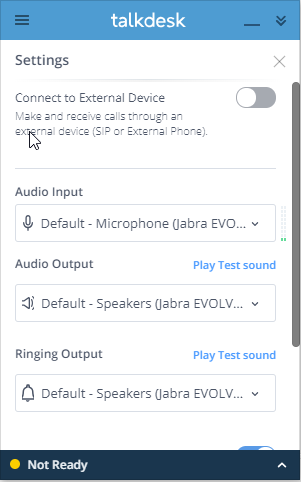 talkdesk
Settings
Connect to External Device
Make and receive calls through an
external device (SIP or External Phone).
Audio Input
Default - Microphone (Jabra EVO...
Audio Output
Play Test sound
Default - Speakers (Jabra EVOLV...
Ringing Output
Play Test sound
Default - Speakers (Jabra EVOLV...
Not Ready